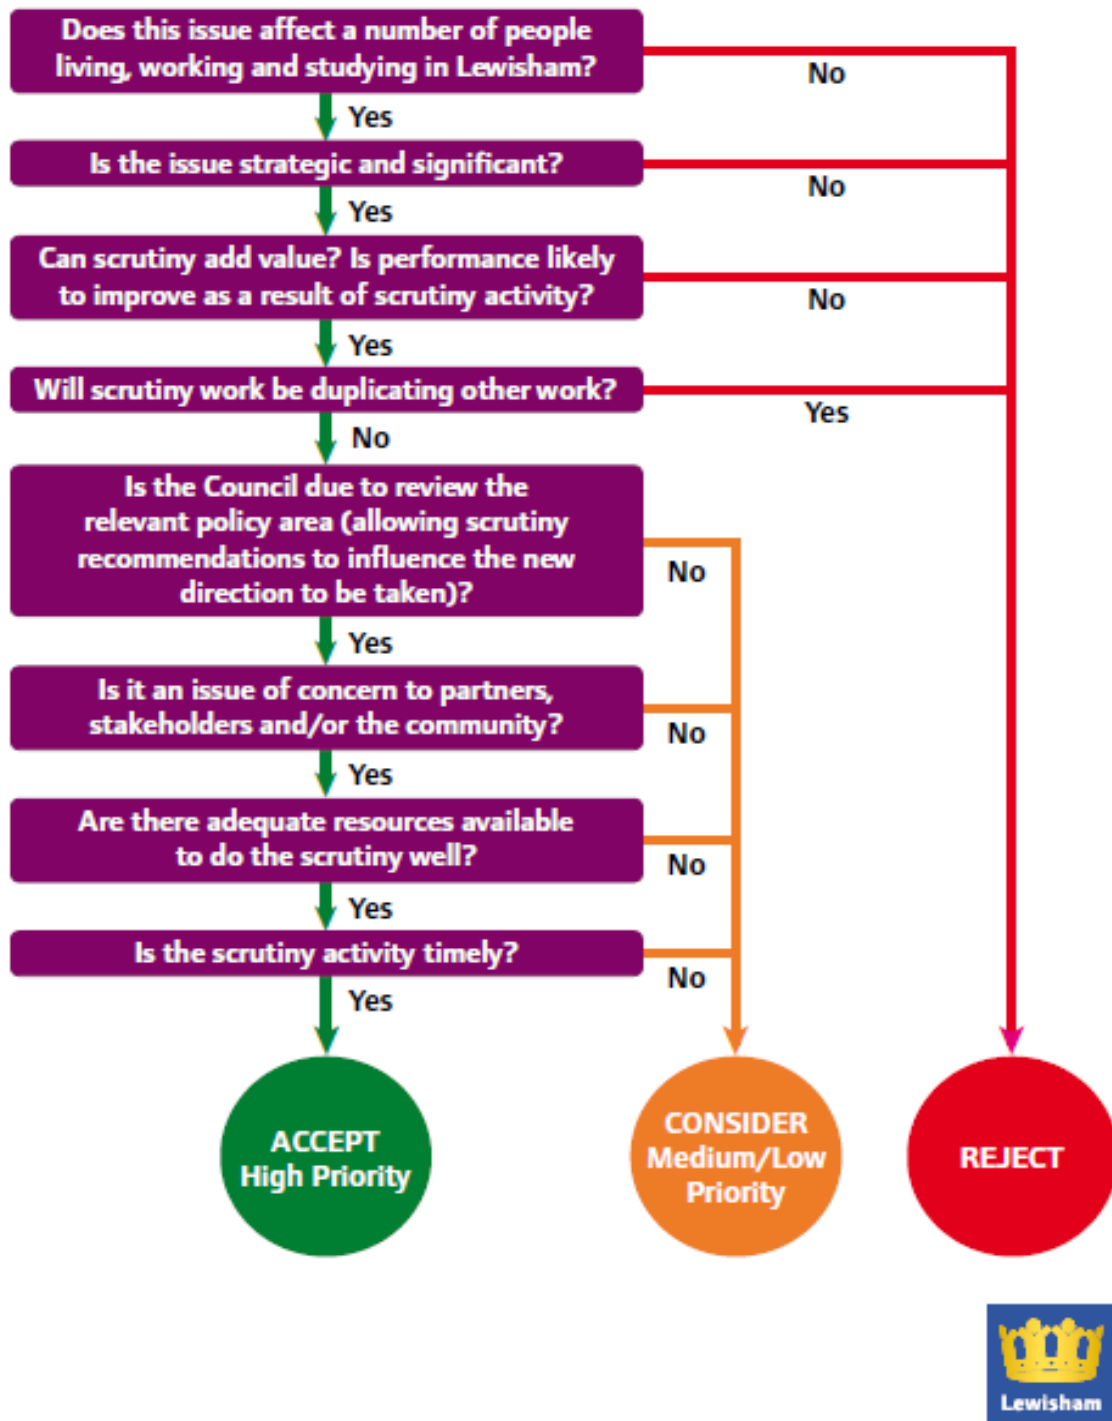 Does this issue affect a number of people
living, working and studying in Lewisham?
No
Yes
Is the issue strategic and significant?
No
Yes
Can scrutiny add value? Is performance likely
to improve as a result of scrutiny activity?
No
Yes
Will scrutiny work be duplicating other work?
Yes
No
Is the Council due to review the
relevant policy area (allowing scrutiny
recommendations to influence the new
direction to be taken)?
No
Yes
Is it an issue of concern to partners,
stakeholders and/or the community?
No
Yes
Are there adequate resources available
to do the scrutiny well?
No
Yes
Is the scrutiny activity timely?
No
Yes
ACCEPT
High Priority
CONSIDER
Medium/Low
Priority
REJECT
Lewisham